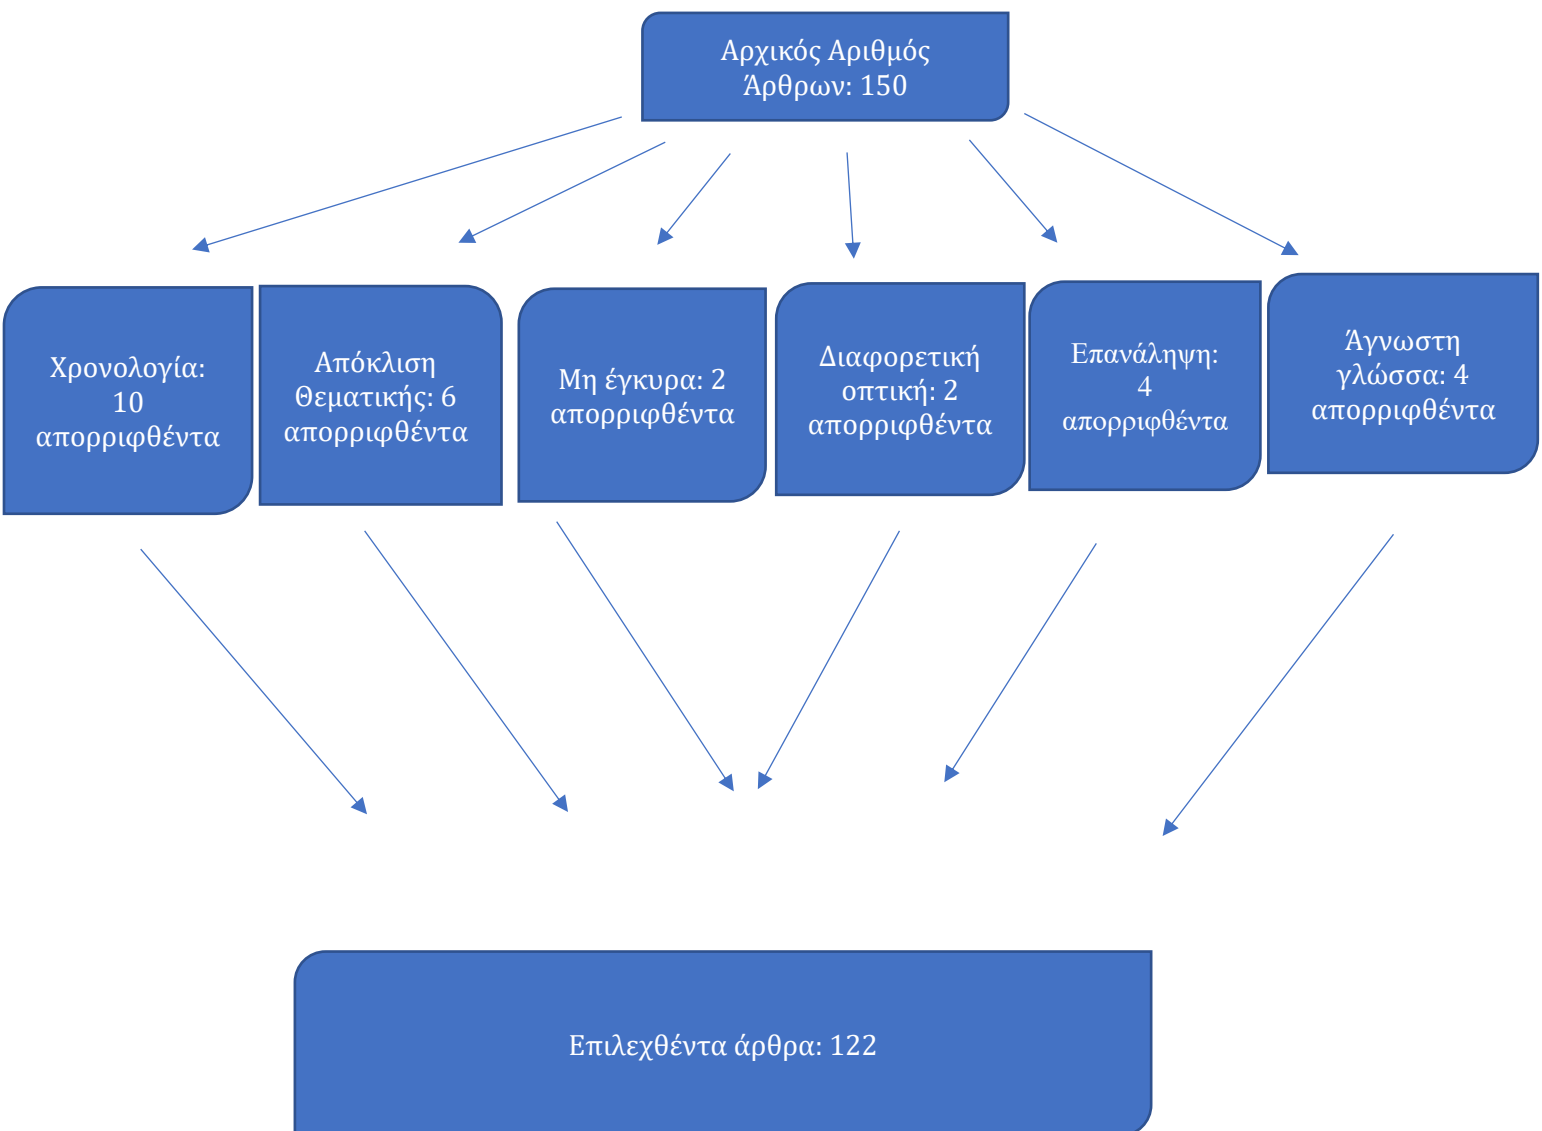 Αρχικός Αριθμός
Άρθρων: 150
Χρονολογία:
10
απορριφθέντα
Απόκλιση
Θεματικής: 6
απορριφθέντα
Μη έγκυρα: 2
απορριφθέντα
Διαφορετική
οπτική: 2
απορριφθέντα
Επανάληψη:
4
απορριφθέντα
Άγνωστη
γλώσσα: 4
απορριφθέντα
Επιλεχθέντα άρθρα: 122